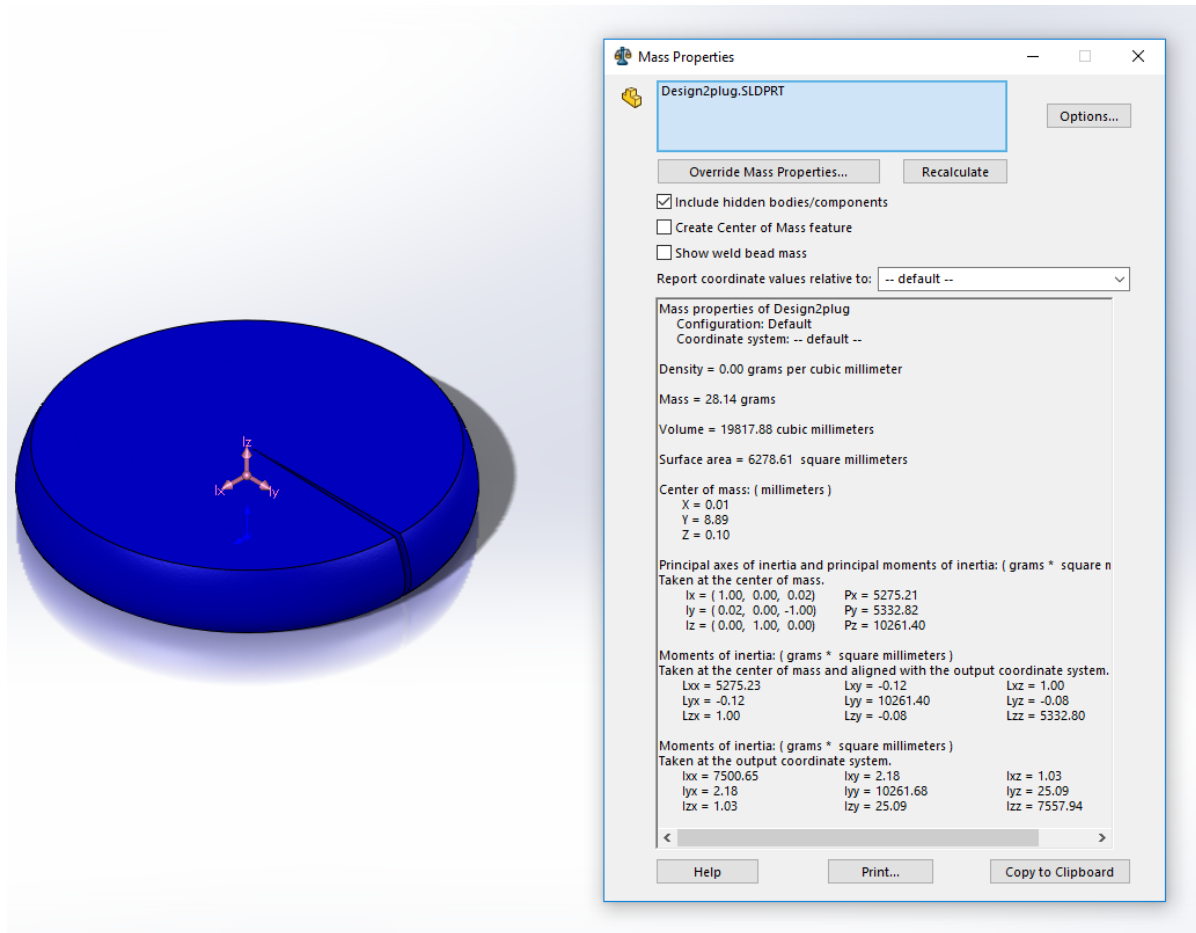 Mass Properties
Design2plug.SLDPRT
Options...
Override Mass Properties...
Recalculate
Include hidden bodies/components
Create Center of Mass feature
Show weld bead mass
Report coordinate values relative to: -- default --
Mass properties of Design2plug
Configuration: Default
Coordinate system: -- default --
Density = 0.00 grams per cubic millimeter
Mass = 28.14 grams
Volume = 19817.88 cubic millimeters
Surface area = 6278.61 square millimeters
Center of mass: ( millimeters )
X = 0.01
Y = 8.89
Z = 0.10
Principal axes of inertia and principal moments of inertia: ( grams * square m
Taken at the center of mass.
Ix = ( 1.00, 0.00, 0.02) Px = 5275.21
Iy = ( 0.02, 0.00, -1.00) Py = 5332.82
Iz = ( 0.00, 1.00, 0.00) Pz = 10261.40
Moments of inertia: ( grams * square millimeters )
Taken at the center of mass and aligned with the output coordinate system.
Lxx = 5275.23 Lxy = -0.12 Lxz = 1.00
Lyx = -0.12 Lyy = 10261.40 Lyz = -0.08
Lzx = 1.00 Lzy = -0.08 Lzz = 5332.80
Moments of inertia: ( grams * square millimeters )
Taken at the output coordinate system.
Ixx = 7500.65 Ixy = 2.18 Ixz = 1.03
Iyx = 2.18 Iyy = 10261.68 Iyz = 25.09
Izx = 1.03 Izy = 25.09 Izz = 7557.94
Help
Print...
Copy to Clipboard
Iz
Ix
Iy